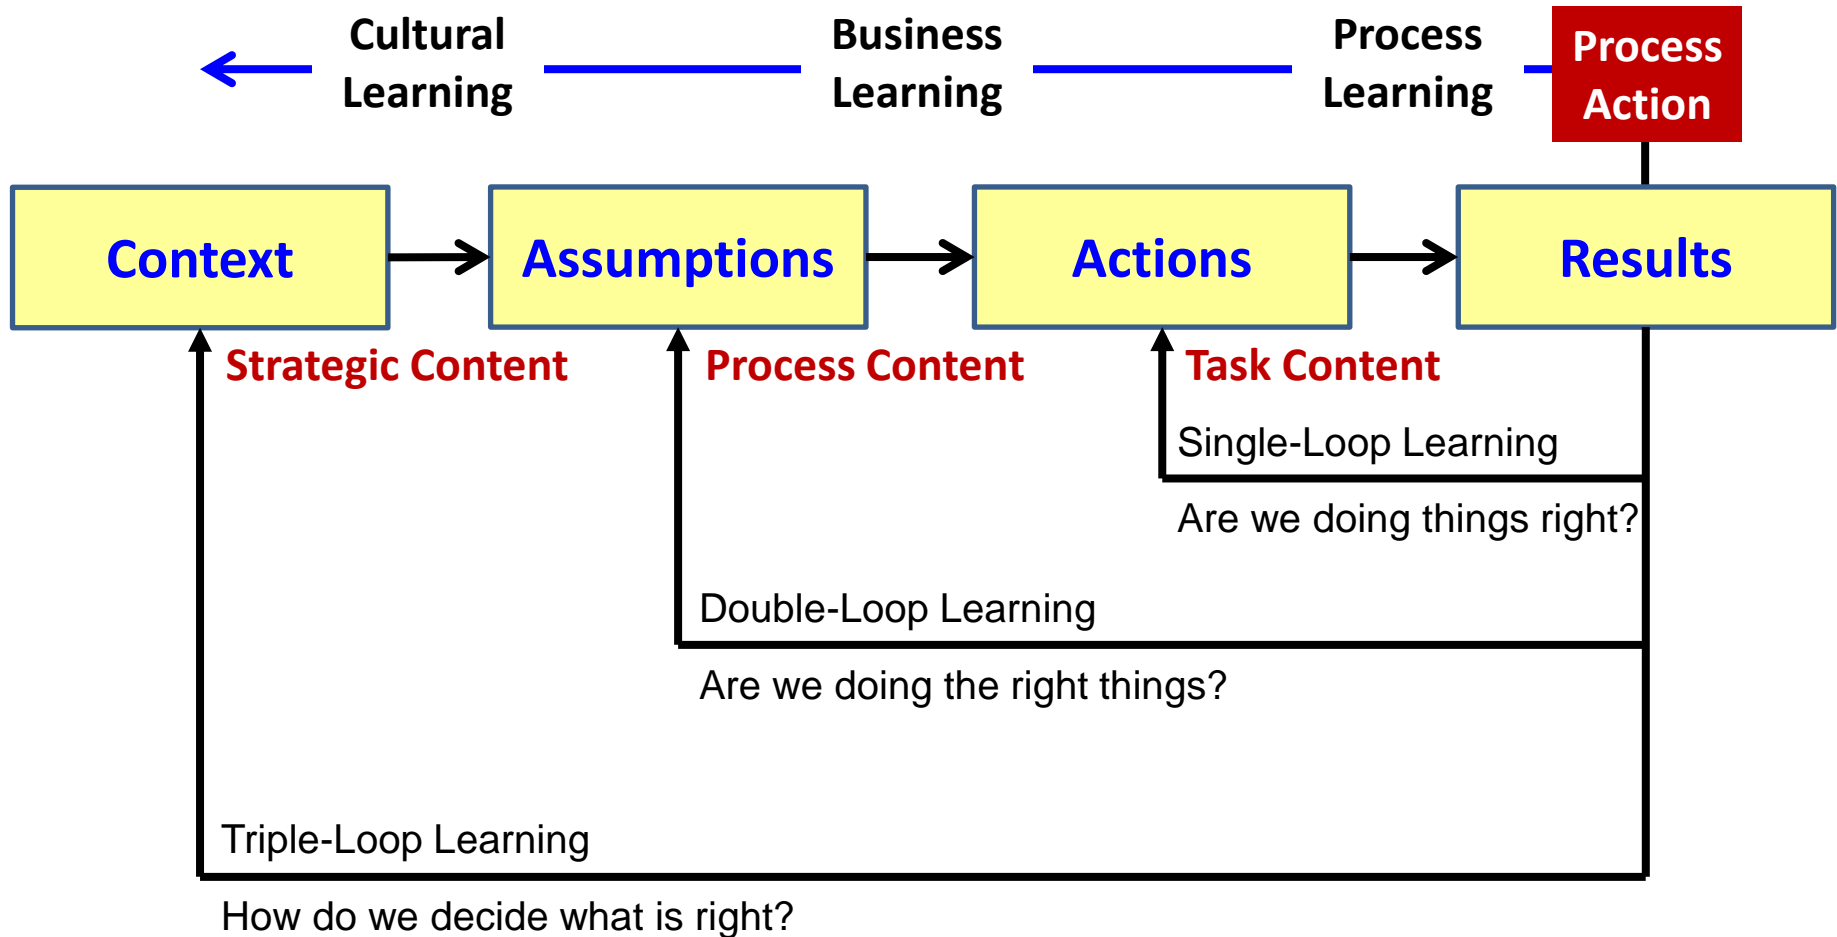 Cultural
Learning
Business
Learning
Process
Learning
Process
Action
Context
Assumptions
Actions
Results
Strategic Content
Process Content
Task Content
Single-Loop Learning
Are we doing things right?
Double-Loop Learning
Are we doing the right things?
Triple-Loop Learning
How do we decide what is right?